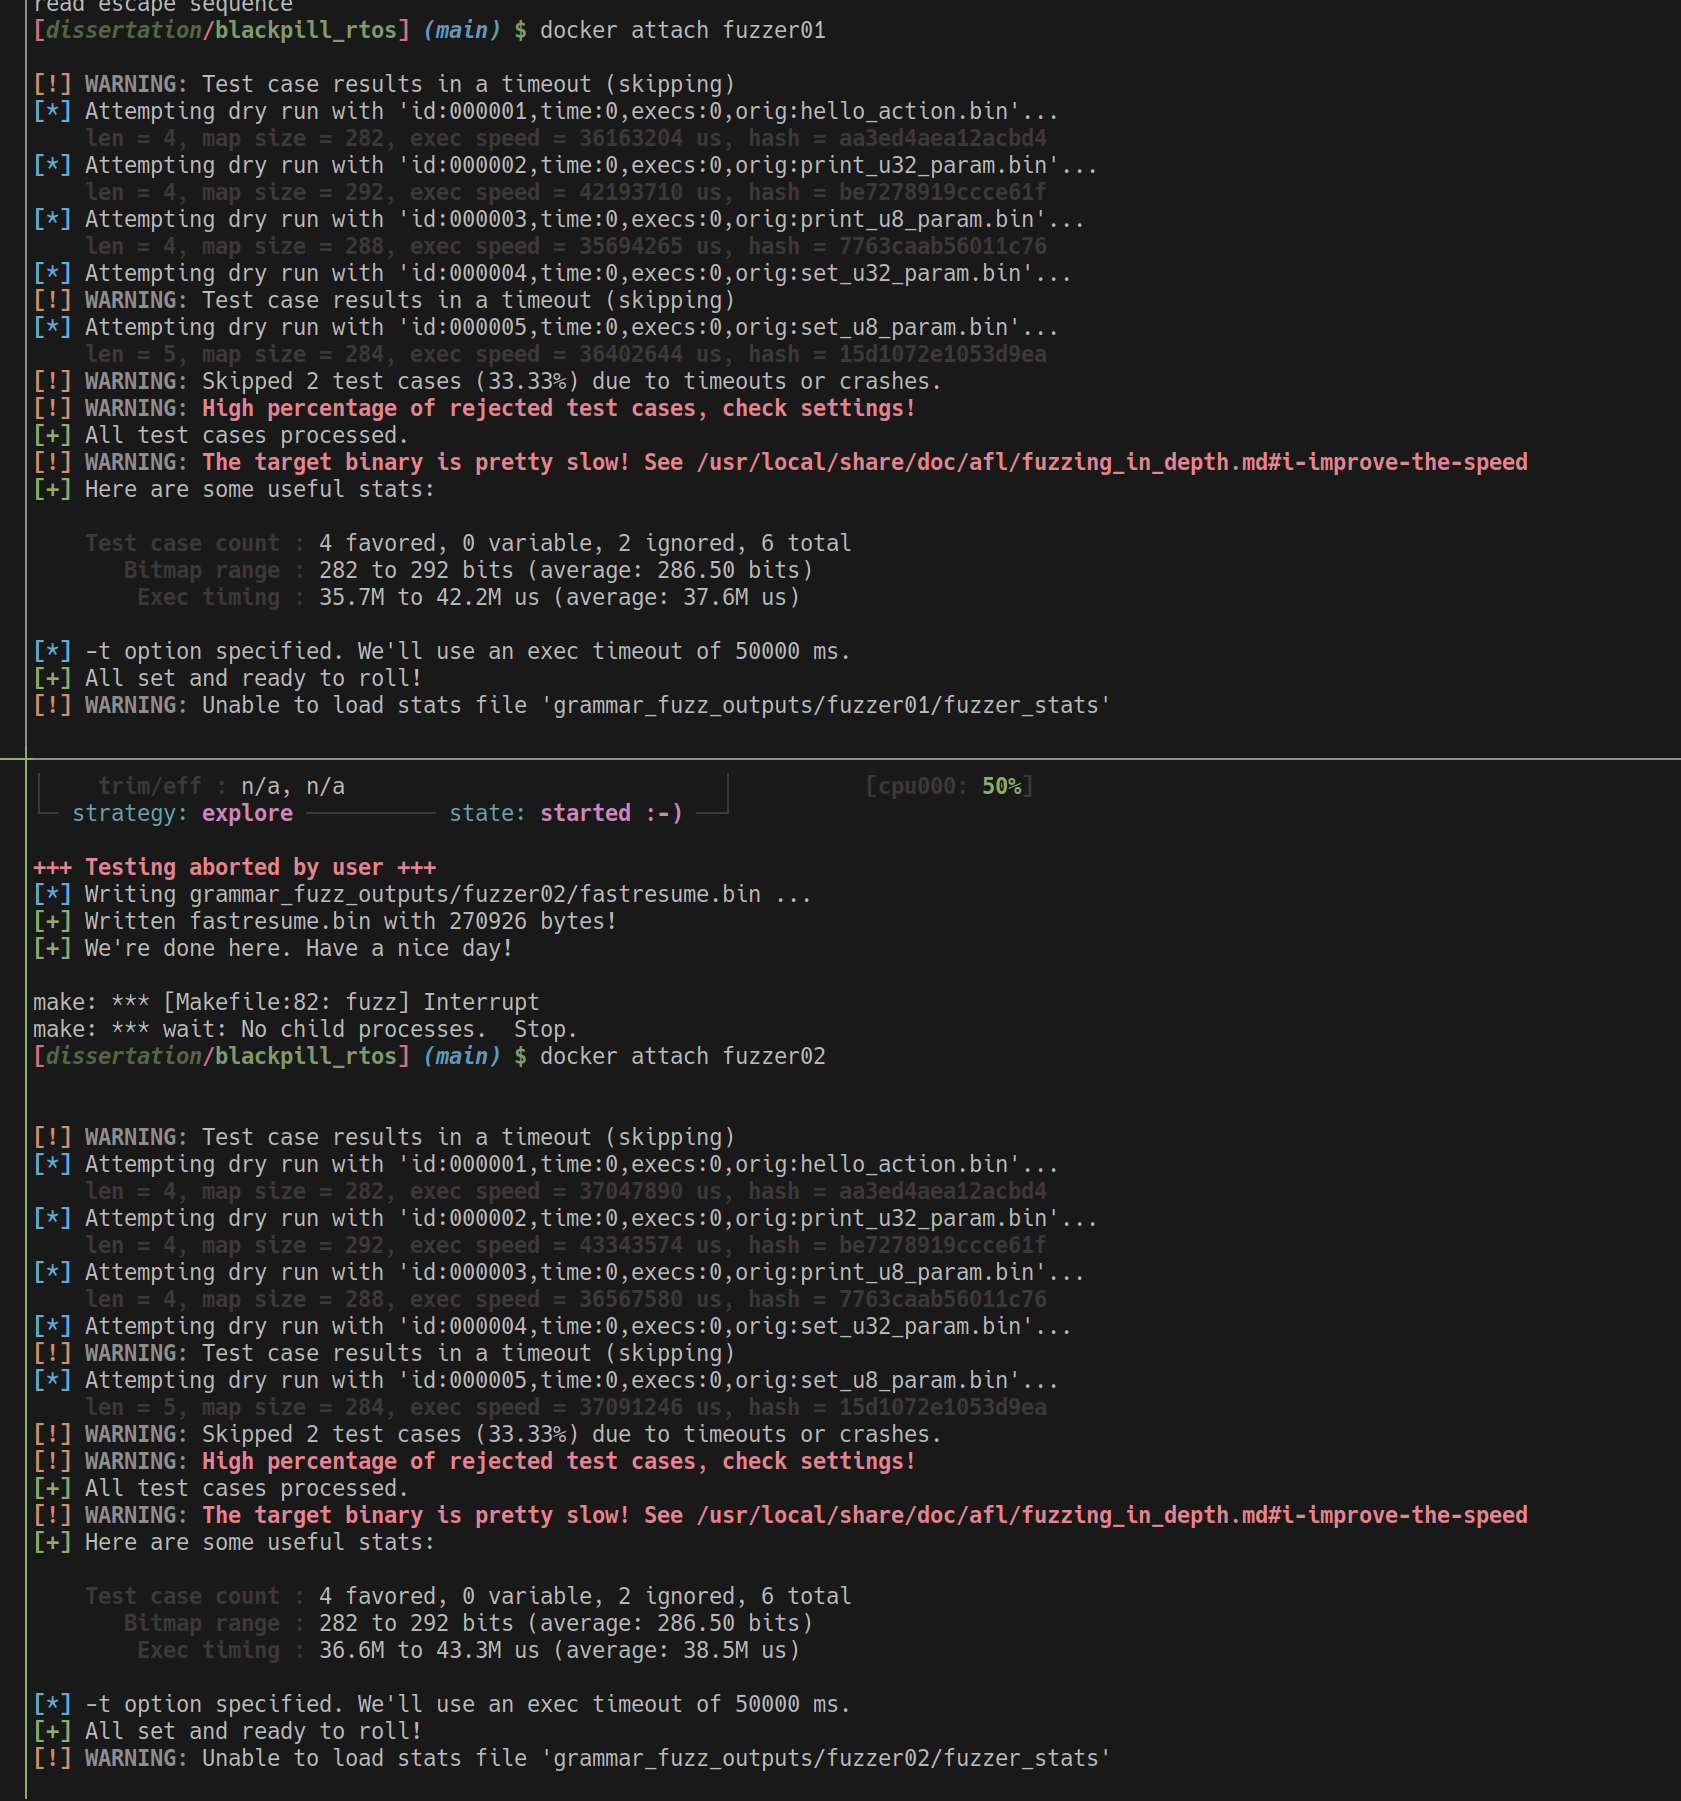 read escape sequence
[dissertation/blackpill_rtos] (main) $ docker attach fuzzer01
[!] WARNING: Test case results in a timeout (skipping)
[*] Attempting dry run with 'id:000001,time:0,execs:0,orig:hello_action.bin'...
len = 4, map size = 282, exec speed = 36163204 us, hash = aa3ed4aea12acbd4
[*] Attempting dry run with 'id:000002,time:0,execs:0,orig:print_u32_param.bin'...
len = 4, map size = 292, exec speed = 42193710 us, hash = be7278919ccce61f
[*] Attempting dry run with 'id:000003,time:0,execs:0,orig:print_u8_param.bin'...
len = 4, map size = 288, exec speed = 35694265 us, hash = 7763caab56011c76
[*] Attempting dry run with 'id:000004,time:0,execs:0,orig:set_u32_param.bin'...
[!] WARNING: Test case results in a timeout (skipping)
[*] Attempting dry run with 'id:000005,time:0,execs:0,orig:set_u8_param.bin'...
len = 5, map size = 284, exec speed = 36402644 us, hash = 15d1072e1053d9ea
[!] WARNING: Skipped 2 test cases (33.33%) due to timeouts or crashes.
[!] WARNING: High percentage of rejected test cases, check settings!
[+] All test cases processed.
[!] WARNING: The target binary is pretty slow! See /usr/local/share/doc/afl/fuzzing_in_depth.md#i-improve-the-speed
[+] Here are some useful stats:
Test case count : 4 favored, 0 variable, 2 ignored, 6 total
Bitmap range : 282 to 292 bits (average: 286.50 bits)
Exec timing : 35.7M to 42.2M us (average: 37.6M us)
[*] -t option specified. We'll use an exec timeout of 50000 ms.
[+] All set and ready to roll!
[!] WARNING: Unable to load stats file 'grammar_fuzz_outputs/fuzzer01/fuzzer_stats'
trim/eff : n/a, n/a [cpu000: 50%]
strategy: explore state: started :-)
+++ Testing aborted by user +++
[*] Writing grammar_fuzz_outputs/fuzzer02/fastresume.bin ...
[+] Written fastresume.bin with 270926 bytes!
[+] We're done here. Have a nice day!
make: *** [Makefile:82: fuzz] Interrupt
make: *** wait: No child processes.  Stop.
[dissertation/blackpill_rtos] (main) $ docker attach fuzzer02
[!] WARNING: Test case results in a timeout (skipping)
[*] Attempting dry run with 'id:000001,time:0,execs:0,orig:hello_action.bin'...
len = 4, map size = 282, exec speed = 37047890 us, hash = aa3ed4aea12acbd4
[*] Attempting dry run with 'id:000002,time:0,execs:0,orig:print_u32_param.bin'...
len = 4, map size = 292, exec speed = 43343574 us, hash = be7278919ccce61f
[*] Attempting dry run with 'id:000003,time:0,execs:0,orig:print_u8_param.bin'...
len = 4, map size = 288, exec speed = 36567580 us, hash = 7763caab56011c76
[*] Attempting dry run with 'id:000004,time:0,execs:0,orig:set_u32_param.bin'...
[!] WARNING: Test case results in a timeout (skipping)
[*] Attempting dry run with 'id:000005,time:0,execs:0,orig:set_u8_param.bin'...
len = 5, map size = 284, exec speed = 37091246 us, hash = 15d1072e1053d9ea
[!] WARNING: Skipped 2 test cases (33.33%) due to timeouts or crashes.
[!] WARNING: High percentage of rejected test cases, check settings!
[+] All test cases processed.
[!] WARNING: The target binary is pretty slow! See /usr/local/share/doc/afl/fuzzing_in_depth.md#i-improve-the-speed
[+] Here are some useful stats:
Test case count : 4 favored, 0 variable, 2 ignored, 6 total
Bitmap range : 282 to 292 bits (average: 286.50 bits)
Exec timing : 36.6M to 43.3M us (average: 38.5M us)
[*] -t option specified. We'll use an exec timeout of 50000 ms.
[+] All set and ready to roll!
[!] WARNING: Unable to load stats file 'grammar_fuzz_outputs/fuzzer02/fuzzer_stats'